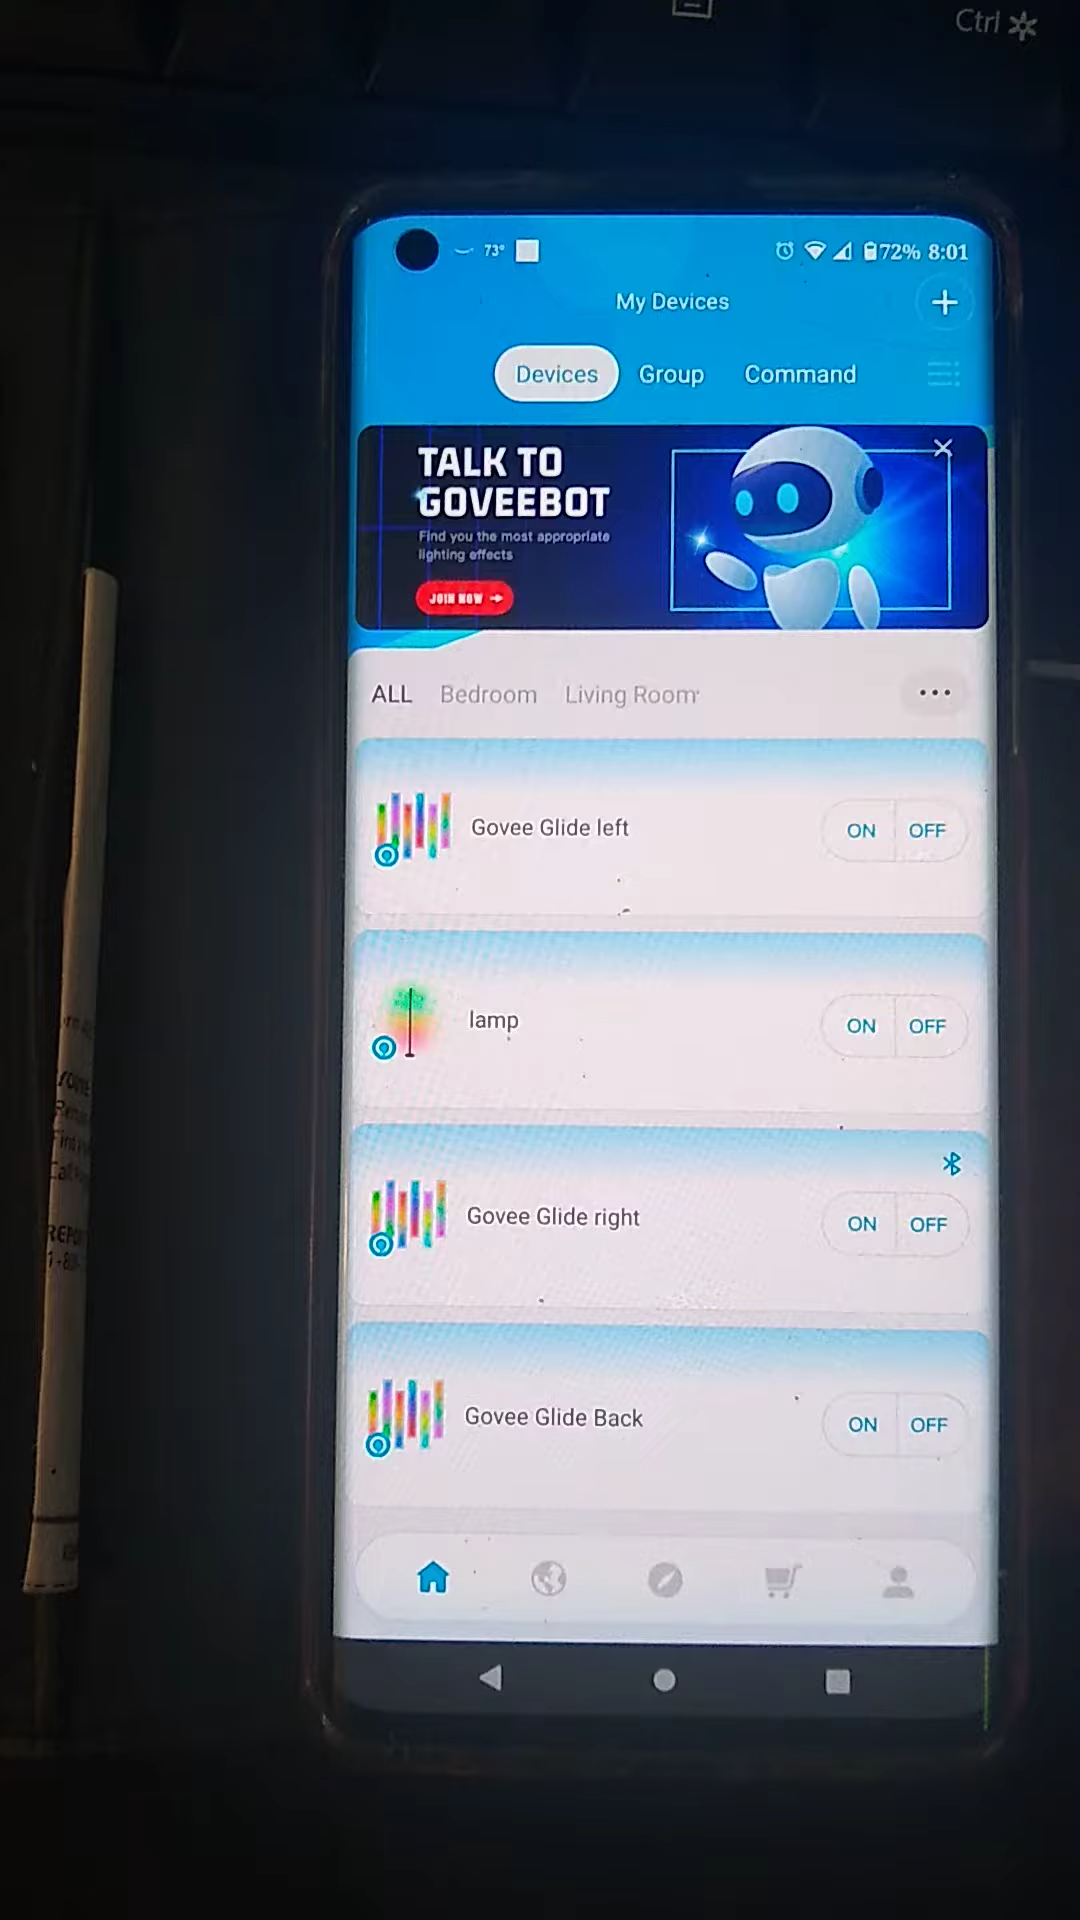 Ctrl
73°
72% 8:01
My Devices
+
Devices Group Command
TALK TO
GOVEEBOT
Find you the most appropriate
lighting effects
JOIN NOW
ALL Bedroom Living Room
Govee Glide left
ON OFF
lamp
ON OFF
Govee Glide right
ON OFF
Govee Glide Back
ON OFF